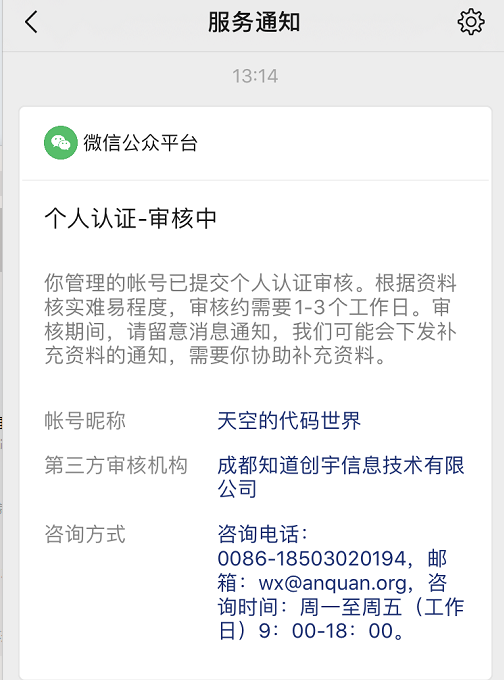 服务通知
13:14
微信公众平台
个人认证-审核中
你管理的帐号已提交个人认证审核。根据资料
核实难易程度，审核约需要1-3个工作日。审
核期间，请留意消息通知，我们可能会下发补
充资料的通知，需要你协助补充资料。
帐号昵称 天空的代码世界
第三方审核机构 成都知道创宇信息技术有限
公司
咨询方式 咨询电话：
0086-18503020194，邮
箱：wx@anquan.org，咨
询时间：周一至周五（工作
日）9：00-18：00。